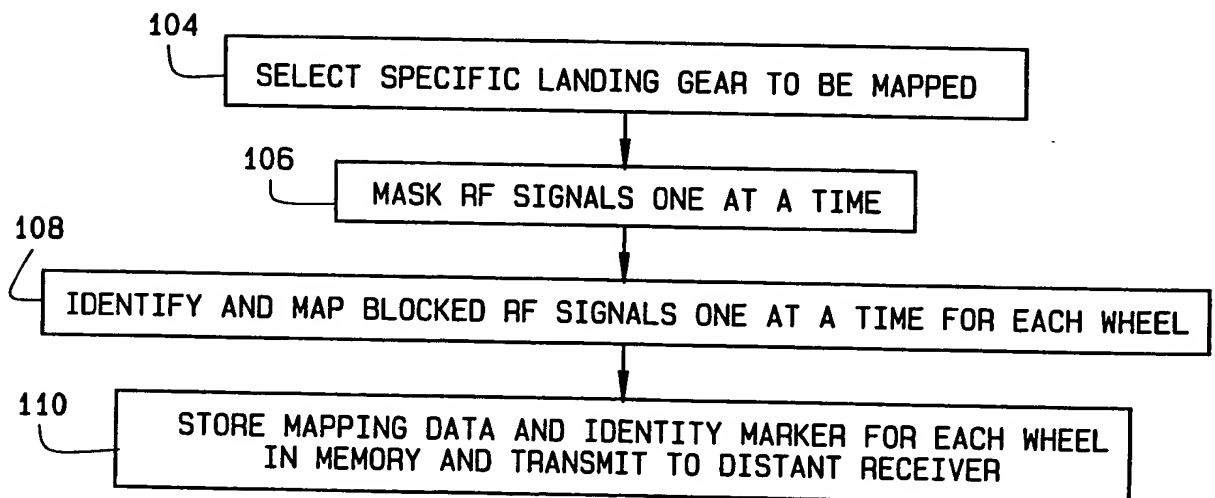 104
SELECT SPECIFIC LANDING GEAR TO BE MAPPED
106
MASK RF SIGNALS ONE AT A TIME
108
IDENTIFY AND MAP BLOCKED RF SIGNALS ONE AT A TIME FOR EACH WHEEL
110
STORE MAPPING DATA AND IDENTITY MARKER FOR EACH WHEEL
IN MEMORY AND TRANSMIT TO DISTANT RECEIVER